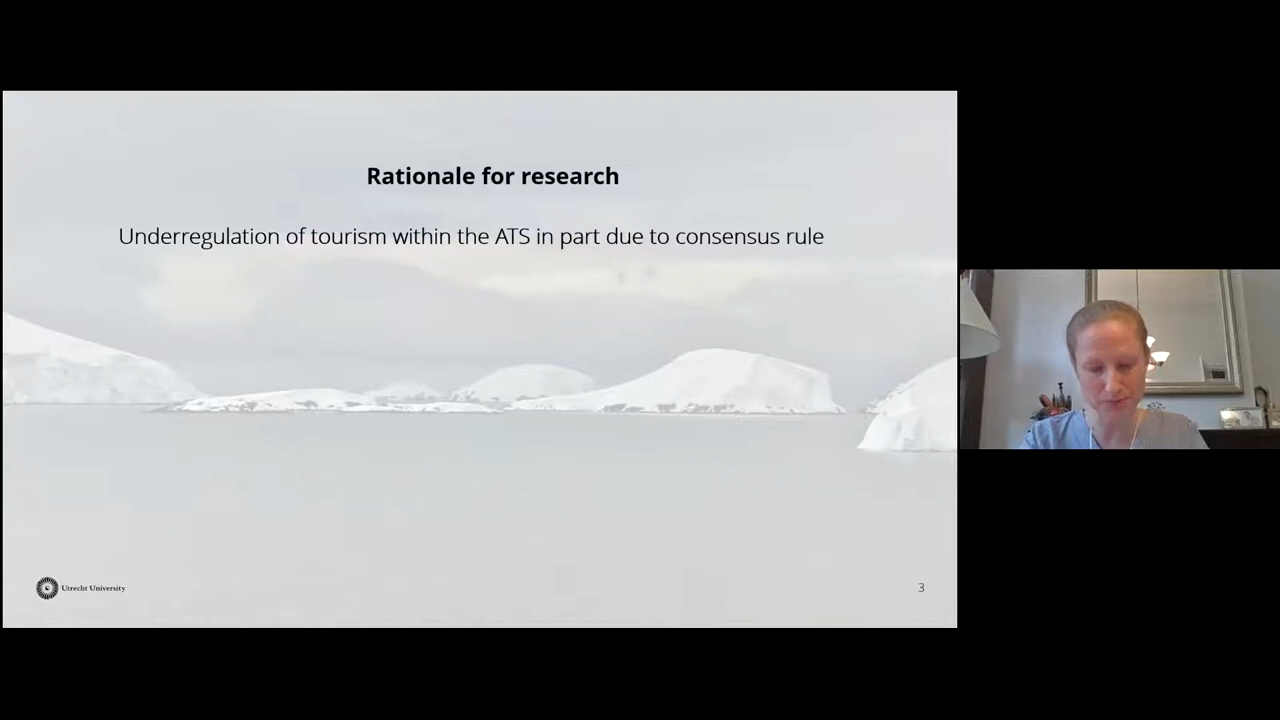 Rationale for research
Underregulation of tourism within the ATS in part due to consensus rule
Utrecht University
3